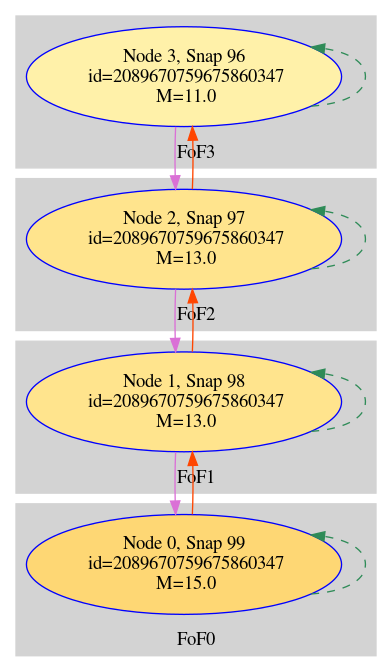 Node 3, Snap 96
id=2089670759675860347
M=11.0
FoF3
Node 2, Snap 97
id=2089670759675860347
M=13.0
FoF2
Node 1, Snap 98
id=2089670759675860347
M=13.0
FoF1
Node 0, Snap 99
id=2089670759675860347
M=15.0
FoF0